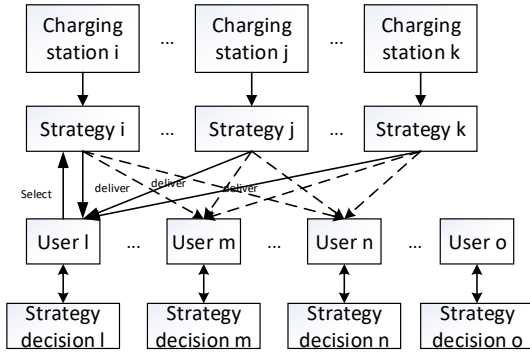 Charging
station i
...
Charging
station j
...
Charging
station k
Strategy i
...
Strategy j
...
Strategy k
Select
deliver
deliver
deliver
User l
...
User m
...
User n
...
User o
Strategy
decision l
Strategy
decision m
Strategy
decision n
Strategy
decision o